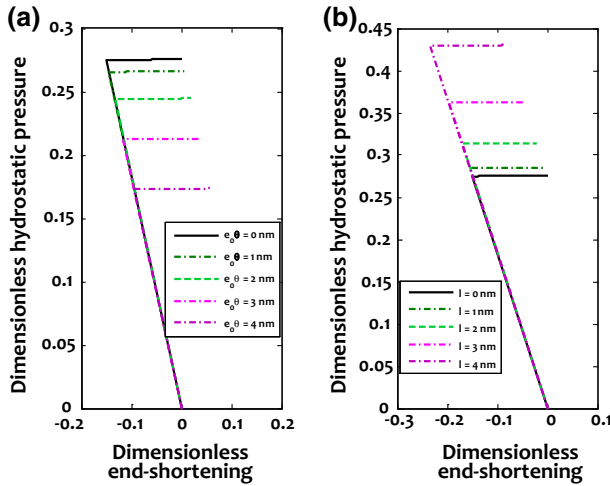 (a)
Dimensionless hydrostatic pressure
0.3
0.25
0.2
0.15
0.1
0.05
0
-0.2
-0.1
0
0.1
0.2
Dimensionless
end-shortening
e₀θ = 0 nm
e₀θ = 1 nm
e₀θ = 2 nm
e₀θ = 3 nm
e₀θ = 4 nm
(b)
Dimensionless hydrostatic pressure
0.45
0.4
0.35
0.3
0.25
0.2
0.15
0.1
0.05
0
-0.3
-0.2
-0.1
0
0.1
Dimensionless
end-shortening
l = 0 nm
l = 1 nm
l = 2 nm
l = 3 nm
l = 4 nm